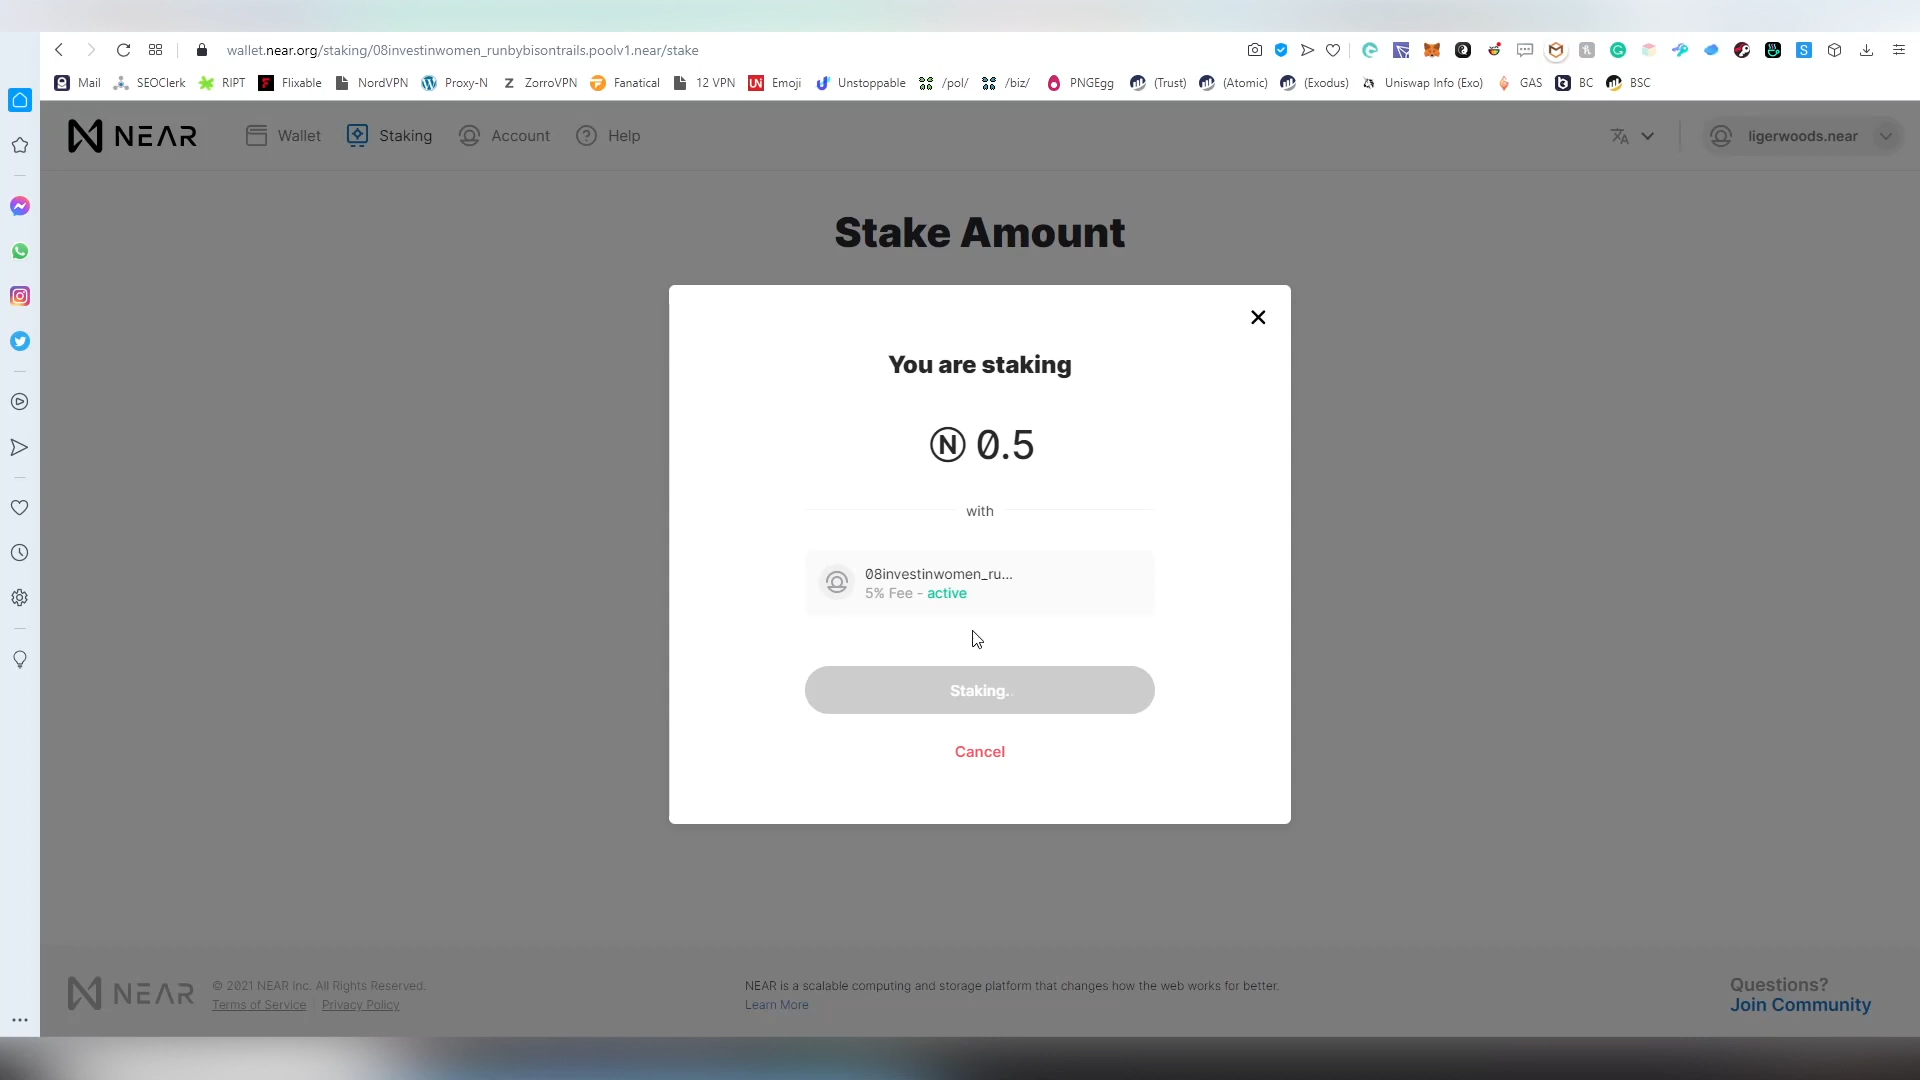 wallet.near.org/staking/08investinwomen_runbybisontrails.poolv1.near/stake
Mail SEOClerk RIPT Flixable NordVPN Proxy-N ZorroVPN Fanatical 12 VPN Emoji Unstoppable /pol/ /biz/ PNGEgg (Trust) (Atomic) (Exodus) Uniswap Info (Exo) GAS BC BSC
NEAR Wallet Staking Account Help ligerwoods.near
Stake Amount
You are staking
N 0.5
with
08investinwomen_ru...
5% Fee - active
Staking.
Cancel
NEAR
© 2021 NEAR Inc. All Rights Reserved.
Terms of Service Privacy Policy
NEAR is a scalable computing and storage platform that changes how the web works for better.
Learn More
Questions?
Join Community